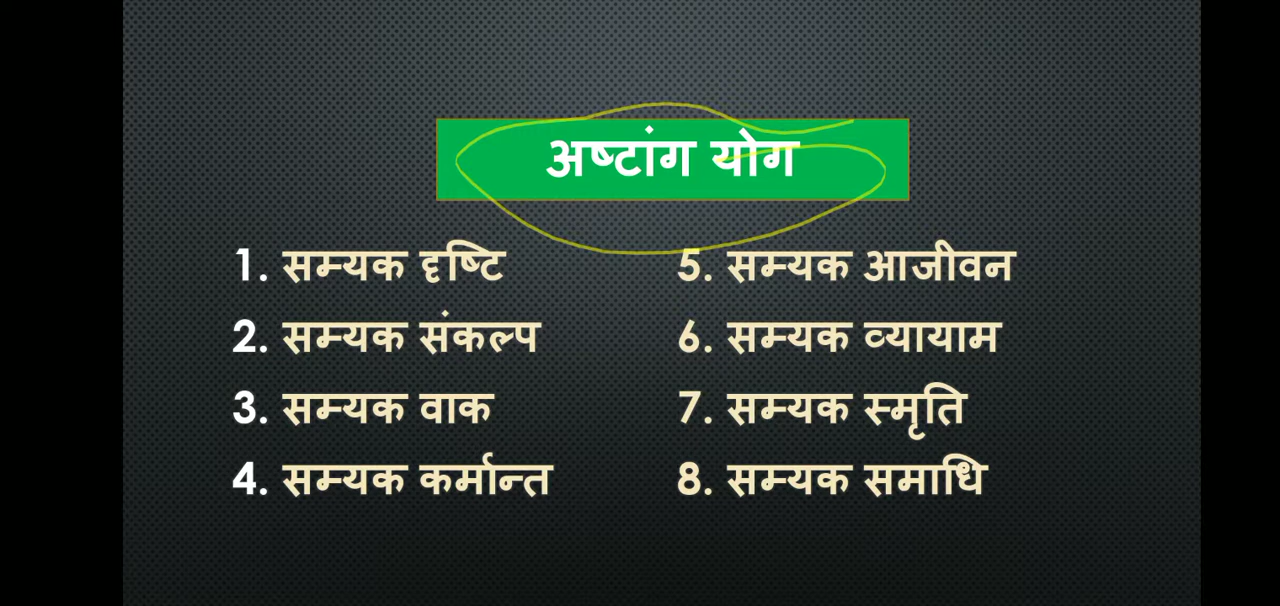 अष्टांग योग
1. सम्यक दृष्टि
2. सम्यक संकल्प
3. सम्यक वाक
4. सम्यक कर्मान्त
5. सम्यक आजीवन
6. सम्यक व्यायाम
7. सम्यक स्मृति
8. सम्यक समाधि